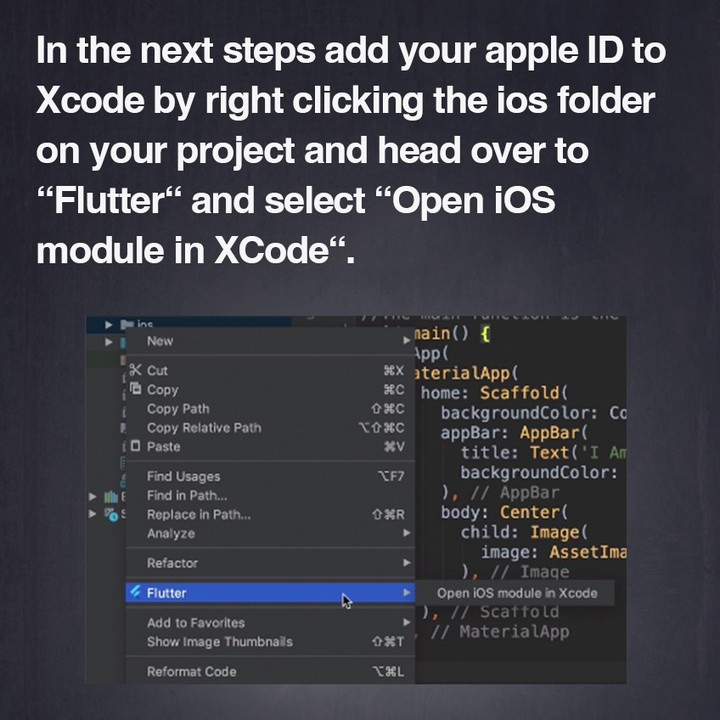 In the next steps add your apple ID to
Xcode by right clicking the ios folder
on your project and head over to
“Flutter“ and select “Open iOS
module in XCode“.
ios
New
Cut ⌘X
Copy ⌘C
Copy Path ⇧⌘C
Copy Relative Path ⌥⇧⌘C
Paste ⌘V
Find Usages ⌥F7
Find in Path...
Replace in Path... ⇧⌘R
Analyze
Refactor
Flutter
Add to Favorites
Show Image Thumbnails ⇧⌘T
Reformat Code ⌥⌘L
Open iOS module in Xcode
main() {
App(
aterialApp(
home: Scaffold(
backgroundColor: Co
appBar: AppBar(
title: Text('I Am
backgroundColor:
), // AppBar
body: Center(
child: Image(
image: AssetIma
), // Image
), // Scaffold
// MaterialApp